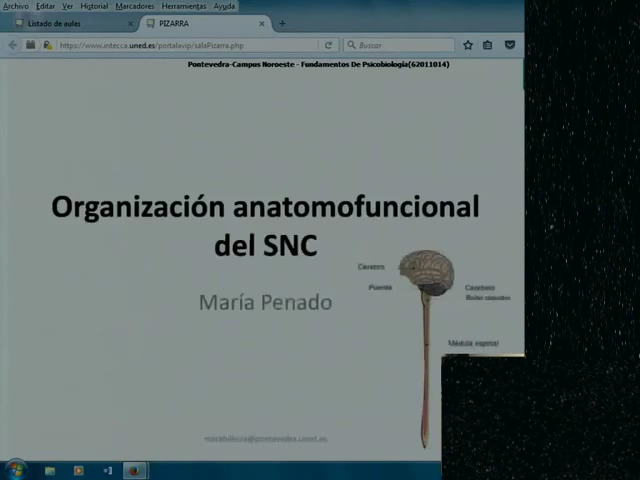 Archivo Editar Ver Historial Marcadores Herramientas Ayuda
Listado de aulas
PIZARRA
https://www.intecca.uned.es/portalavip/salaPizarra.php
Buscar
Pontevedra-Campus Noroeste - Fundamentos De Psicobiología(62011014)
Organización anatomofuncional
del SNC
Cerebro
Puente
Cerebelo
María Penado
Médula espinal